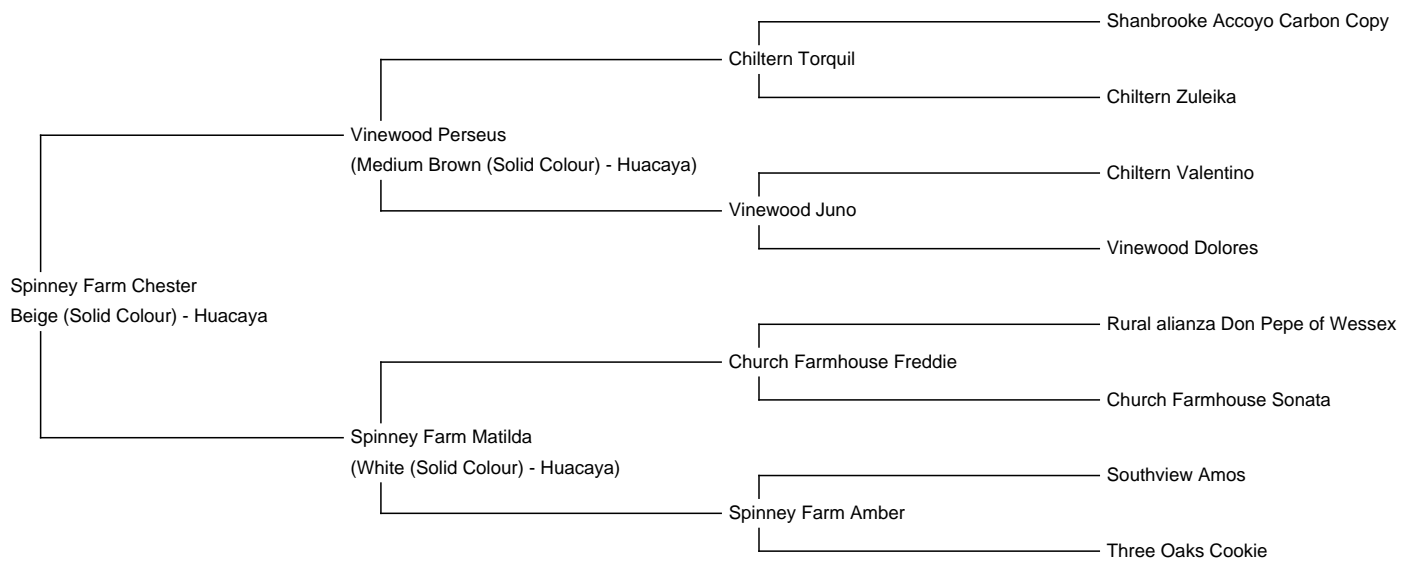 Shanbrooke Accoyo Carbon Copy
Chiltern Torquil
Chiltern Zuleika
Vinewood Perseus
(Medium Brown (Solid Colour) - Huacaya)
Chiltern Valentino
Vinewood Juno
Vinewood Dolores
Spinney Farm Chester
Beige (Solid Colour) - Huacaya
Rural alianza Don Pepe of Wessex
Church Farmhouse Freddie
Church Farmhouse Sonata
Spinney Farm Matilda
(White (Solid Colour) - Huacaya)
Southview Amos
Spinney Farm Amber
Three Oaks Cookie